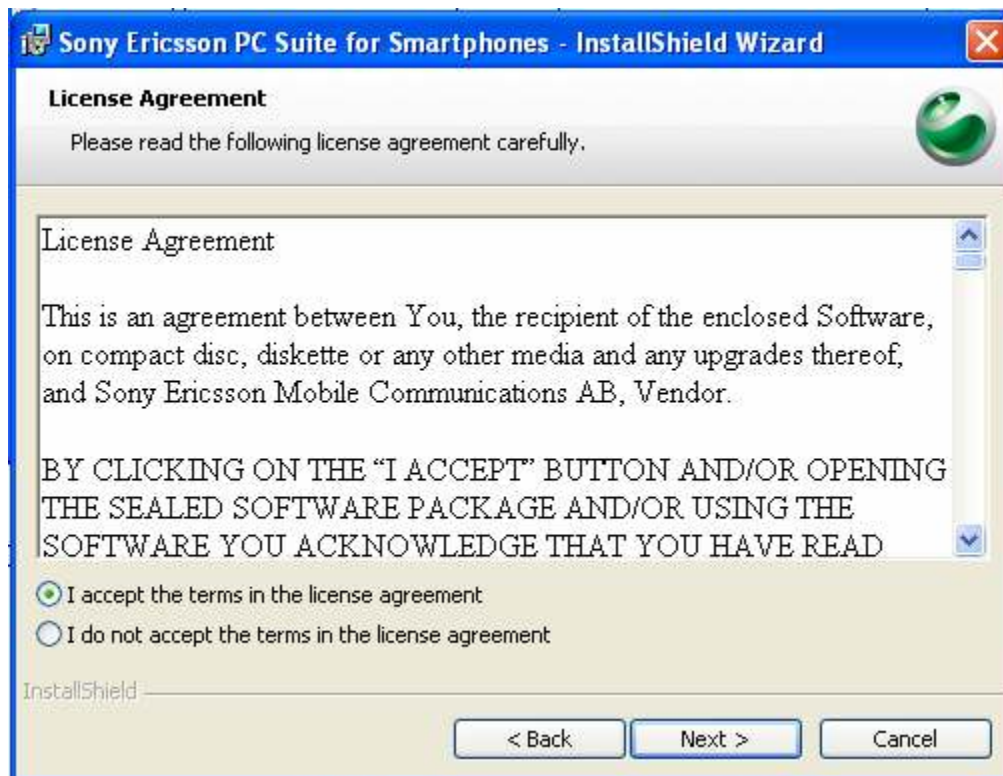 Sony Ericsson PC Suite for Smartphones - InstallShield Wizard
License Agreement
Please read the following license agreement carefully.
License Agreement
This is an agreement between You, the recipient of the enclosed Software,
on compact disc, diskette or any other media and any upgrades thereof,
and Sony Ericsson Mobile Communications AB, Vendor.
BY CLICKING ON THE “I ACCEPT” BUTTON AND/OR OPENING
THE SEALED SOFTWARE PACKAGE AND/OR USING THE
SOFTWARE YOU ACKNOWLEDGE THAT YOU HAVE READ
I accept the terms in the license agreement
I do not accept the terms in the license agreement
InstallShield
< Back Next > Cancel